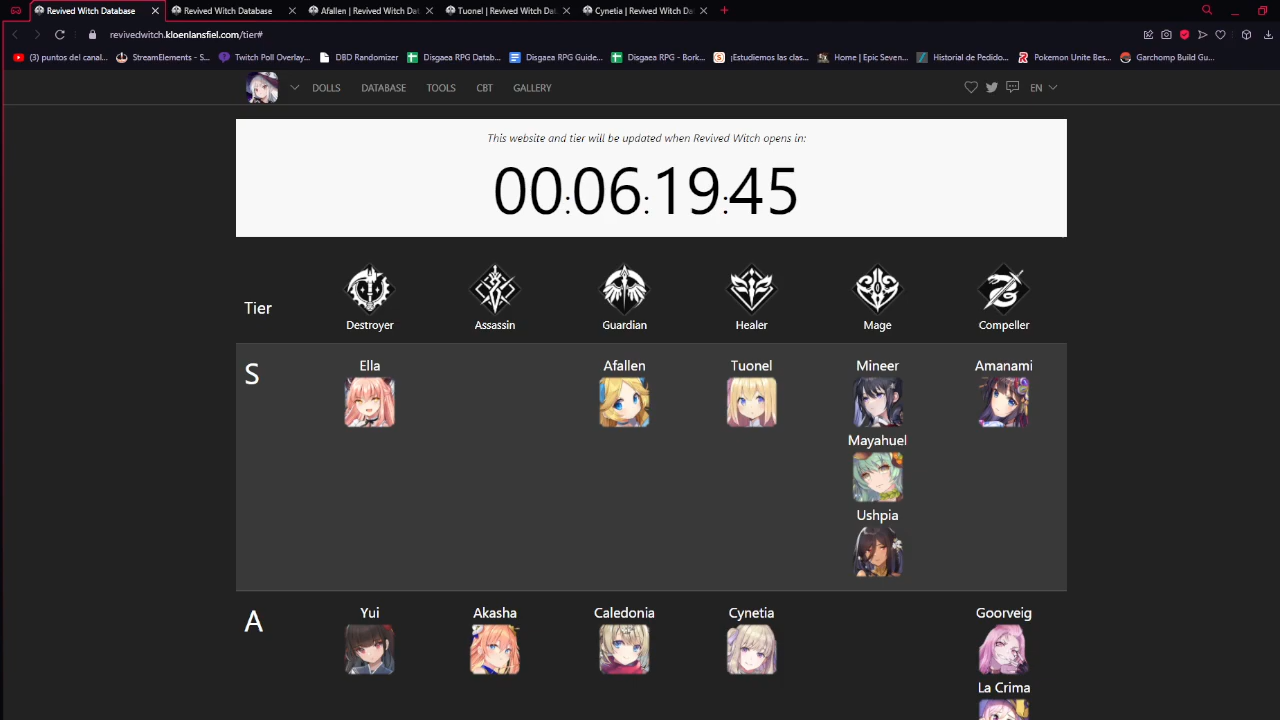 Revived Witch Database
Revived Witch Database
Afallen | Revived Witch Dat
Tuonel | Revived Witch Dat
Cynetia | Revived Witch Da
revivedwitch.kloenlansfiel.com/tier#
(3) puntos del canal...
StreamElements - S...
Twitch Poll Overlay...
DBD Randomizer
Disgaea RPG Datab...
Disgaea RPG Guide...
Disgaea RPG - Bork...
¡Estudiemos las clas...
Home | Epic Seven...
Historial de Pedido...
Pokemon Unite Bes...
Garchomp Build Gu...
DOLLS
DATABASE
TOOLS
CBT
GALLERY
EN
This website and tier will be updated when Revived Witch opens in:
00:06:19:45
Tier
Destroyer
Assassin
Guardian
Healer
Mage
Compeller
S
Ella
Afallen
Tuonel
Mineer
Amanami
Mayahuel
Ushpia
A
Yui
Akasha
Caledonia
Cynetia
Goorveig
La Crima